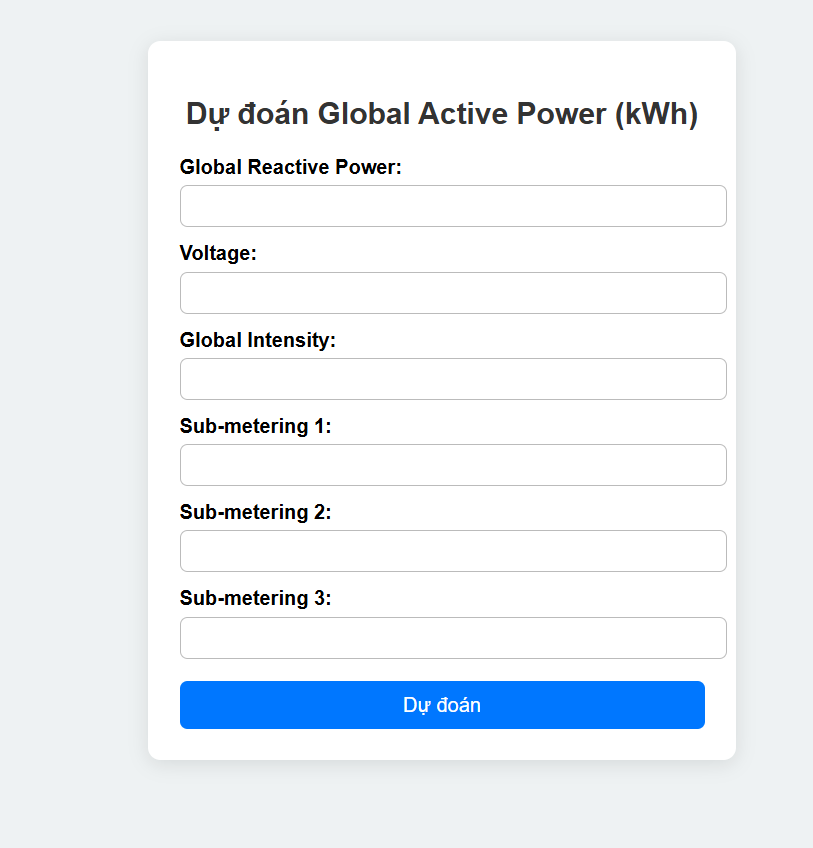 Dự đoán Global Active Power (kWh)
Global Reactive Power:
Voltage:
Global Intensity:
Sub-metering 1:
Sub-metering 2:
Sub-metering 3:
Dự đoán